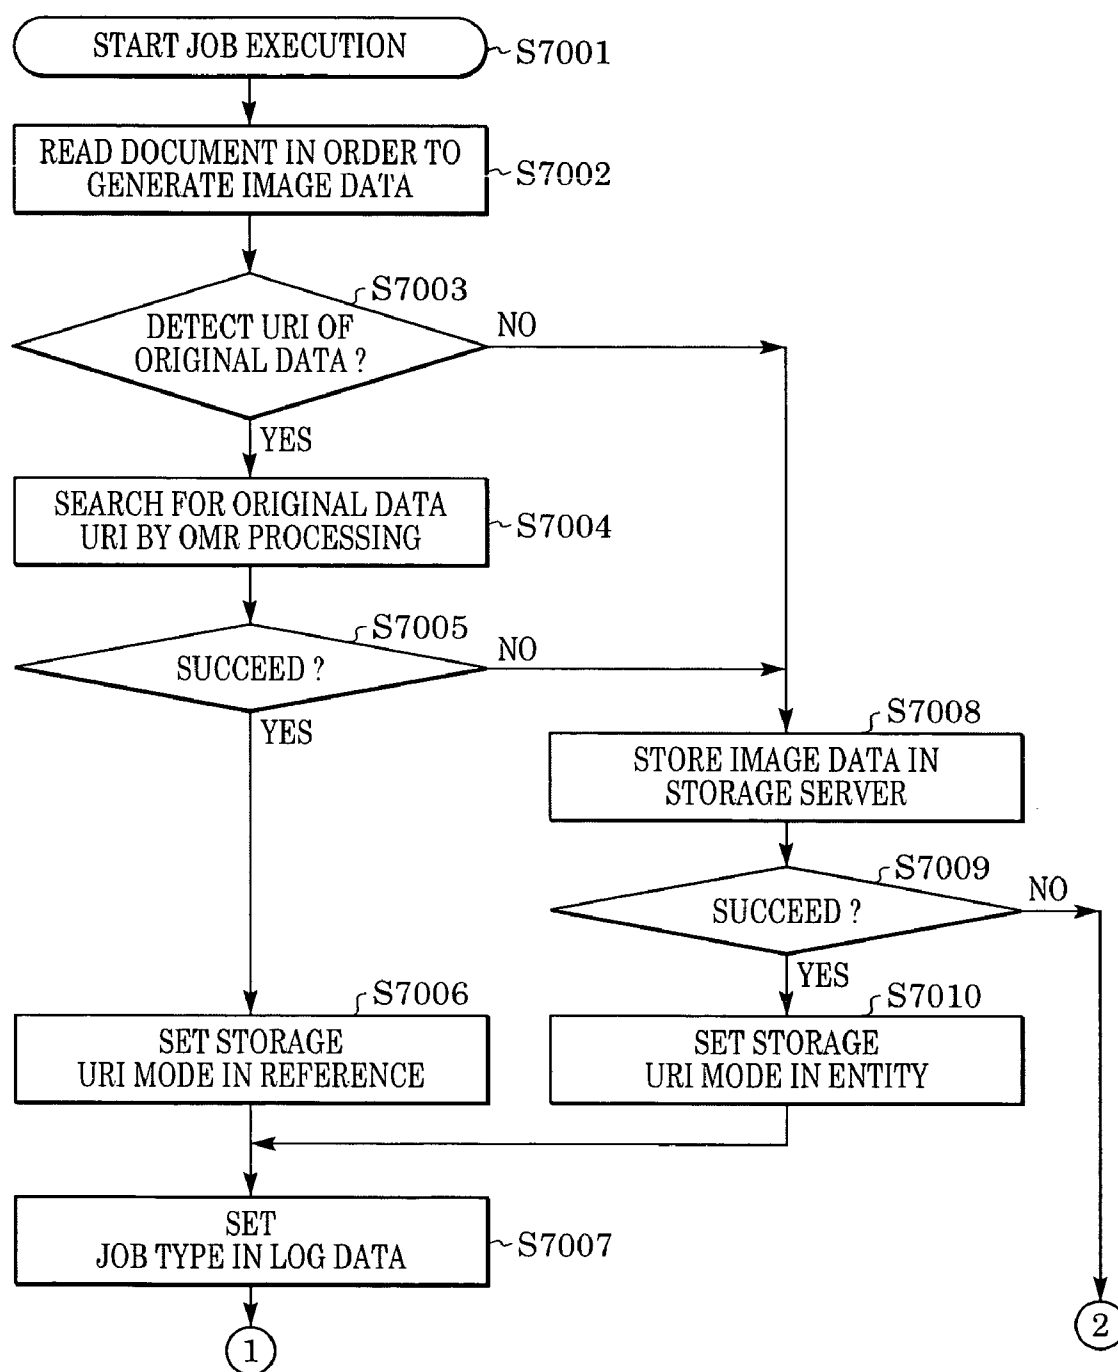 START JOB EXECUTION
S7001
READ DOCUMENT IN ORDER TO
GENERATE IMAGE DATA
S7002
S7003
DETECT URI OF
ORIGINAL DATA ?
NO
YES
SEARCH FOR ORIGINAL DATA
URI BY OMR PROCESSING
S7004
S7005
SUCCEED ?
NO
YES
S7008
STORE IMAGE DATA IN
STORAGE SERVER
S7009
SUCCEED ?
NO
YES
S7006
SET STORAGE
URI MODE IN REFERENCE
S7010
SET STORAGE
URI MODE IN ENTITY
SET
JOB TYPE IN LOG DATA
S7007
1
2